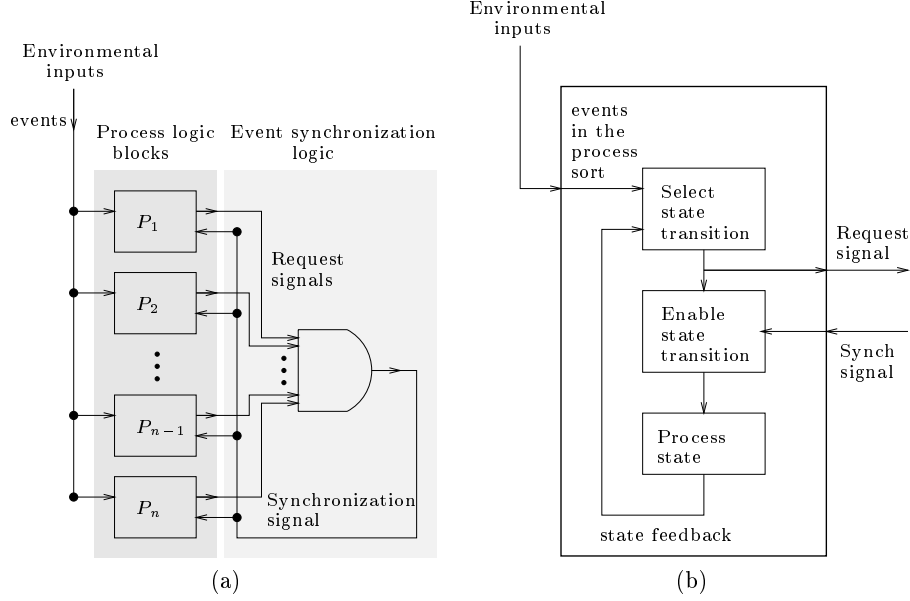 Environmental
inputs
events
Process logic
blocks
Event synchronization
logic
P1
P2
Pn−1
Pn
Request
signals
Synchronization
signal
(a)
Environmental
inputs
events
in the
process
sort
Select
state
transition
Request
signal
Enable
state
transition
Synch
signal
Process
state
state feedback
(b)